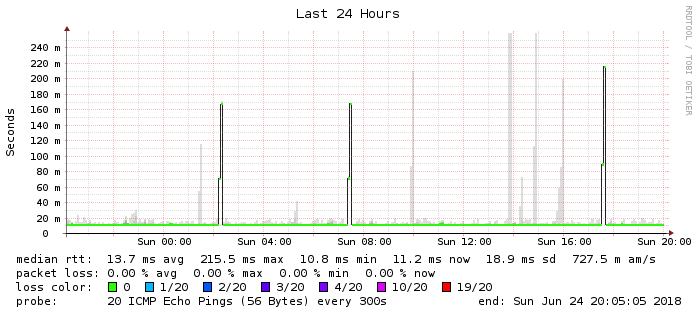 Last 24 Hours
RRDTOOL / TOBI OETIKER
Seconds
240 m
220 m
200 m
180 m
160 m
140 m
120 m
100 m
80 m
60 m
40 m
20 m
0
Sun 00:00 Sun 04:00 Sun 08:00 Sun 12:00 Sun 16:00 Sun 20:00
median rtt: 13.7 ms avg 215.5 ms max 10.8 ms min 11.2 ms now 18.9 ms sd 727.5 m am/s
packet loss: 0.00 % avg 0.00 % max 0.00 % min 0.00 % now
loss color: 0 1/20 2/20 3/20 4/20 10/20 19/20
probe: 20 ICMP Echo Pings (56 Bytes) every 300s end: Sun Jun 24 20:05:05 2018